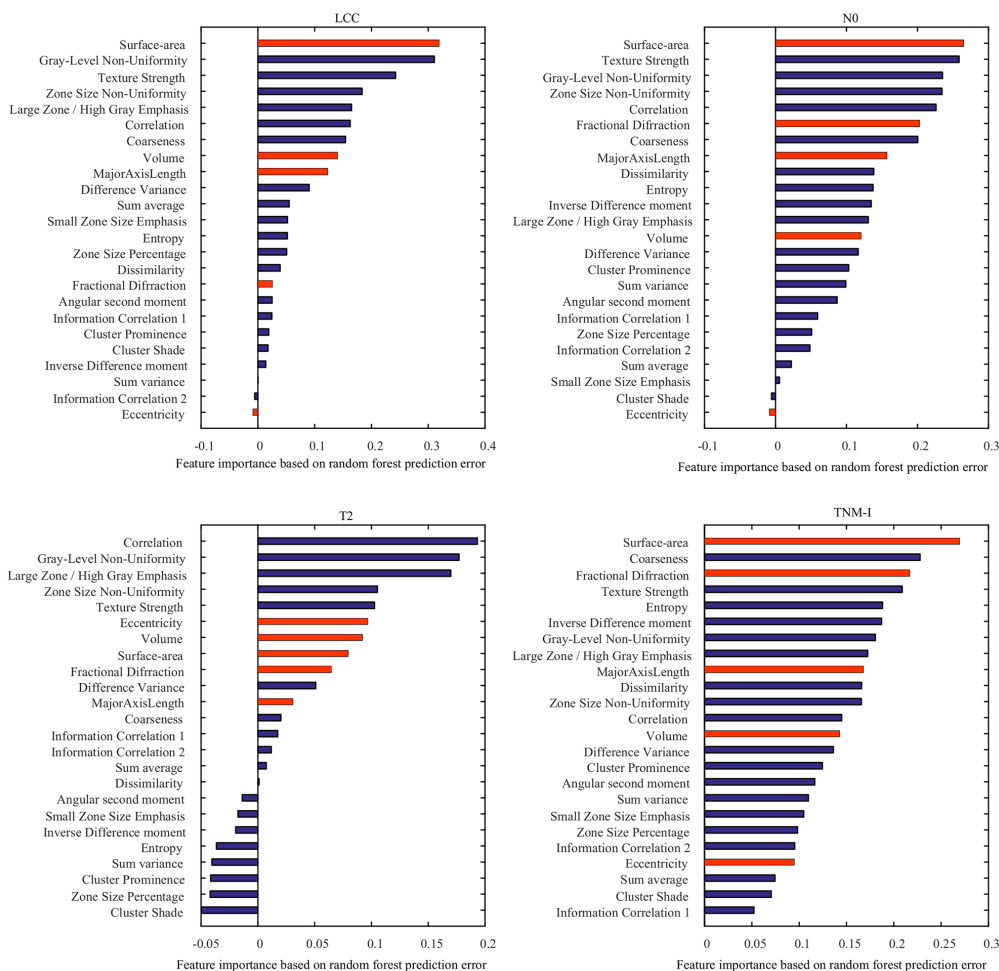 LCC
Surface-area
Gray-Level Non-Uniformity
Texture Strength
Zone Size Non-Uniformity
Large Zone / High Gray Emphasis
Correlation
Coarseness
Volume
MajorAxisLength
Difference Variance
Sum average
Small Zone Size Emphasis
Entropy
Zone Size Percentage
Dissimilarity
Fractional Difrraction
Angular second moment
Information Correlation 1
Cluster Prominence
Cluster Shade
Inverse Difference moment
Sum variance
Information Correlation 2
Eccentricity
-0.1 0 0.1 0.2 0.3 0.4
Feature importance based on random forest prediction error
N0
Surface-area
Texture Strength
Gray-Level Non-Uniformity
Zone Size Non-Uniformity
Correlation
Fractional Difrraction
Coarseness
MajorAxisLength
Dissimilarity
Entropy
Inverse Difference moment
Large Zone / High Gray Emphasis
Volume
Difference Variance
Cluster Prominence
Sum variance
Angular second moment
Information Correlation 1
Zone Size Percentage
Information Correlation 2
Sum average
Small Zone Size Emphasis
Cluster Shade
Eccentricity
-0.1 0 0.1 0.2 0.3
Feature importance based on random forest prediction error
T2
Correlation
Gray-Level Non-Uniformity
Large Zone / High Gray Emphasis
Zone Size Non-Uniformity
Texture Strength
Eccentricity
Volume
Surface-area
Fractional Difrraction
Difference Variance
MajorAxisLength
Coarseness
Information Correlation 1
Information Correlation 2
Sum average
Dissimilarity
Angular second moment
Small Zone Size Emphasis
Inverse Difference moment
Entropy
Sum variance
Cluster Prominence
Zone Size Percentage
Cluster Shade
-0.05 0 0.05 0.1 0.15 0.2
Feature importance based on random forest prediction error
TNM-I
Surface-area
Coarseness
Fractional Difrraction
Texture Strength
Entropy
Inverse Difference moment
Gray-Level Non-Uniformity
Large Zone / High Gray Emphasis
MajorAxisLength
Dissimilarity
Zone Size Non-Uniformity
Correlation
Volume
Difference Variance
Cluster Prominence
Angular second moment
Sum variance
Small Zone Size Emphasis
Zone Size Percentage
Information Correlation 2
Eccentricity
Sum average
Cluster Shade
Information Correlation 1
0 0.05 0.1 0.15 0.2 0.25 0.3
Feature importance based on random forest prediction error